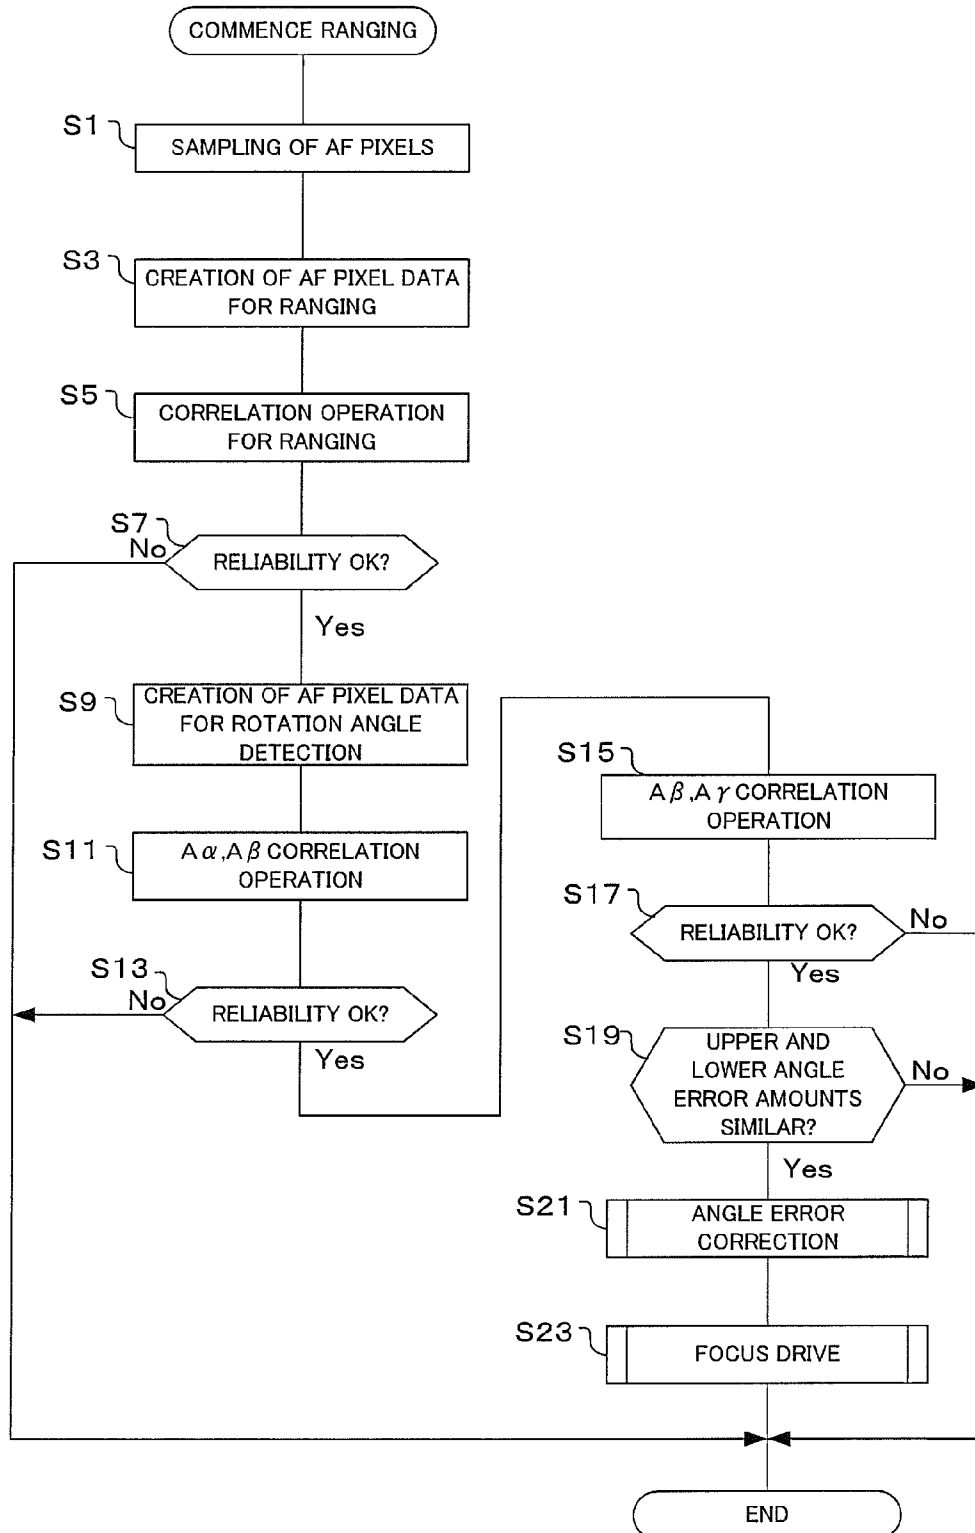 COMMENCE RANGING
S1
SAMPLING OF AF PIXELS
S3
CREATION OF AF PIXEL DATA
FOR RANGING
S5
CORRELATION OPERATION
FOR RANGING
S7
No
RELIABILITY OK?
Yes
S9
CREATION OF AF PIXEL DATA
FOR ROTATION ANGLE
DETECTION
S11
Aα,Aβ CORRELATION
OPERATION
S13
No
RELIABILITY OK?
Yes
S15
Aβ,Aγ CORRELATION
OPERATION
S17
RELIABILITY OK?
No
Yes
S19
UPPER AND
LOWER ANGLE
ERROR AMOUNTS
SIMILAR?
No
Yes
S21
ANGLE ERROR
CORRECTION
S23
FOCUS DRIVE
END